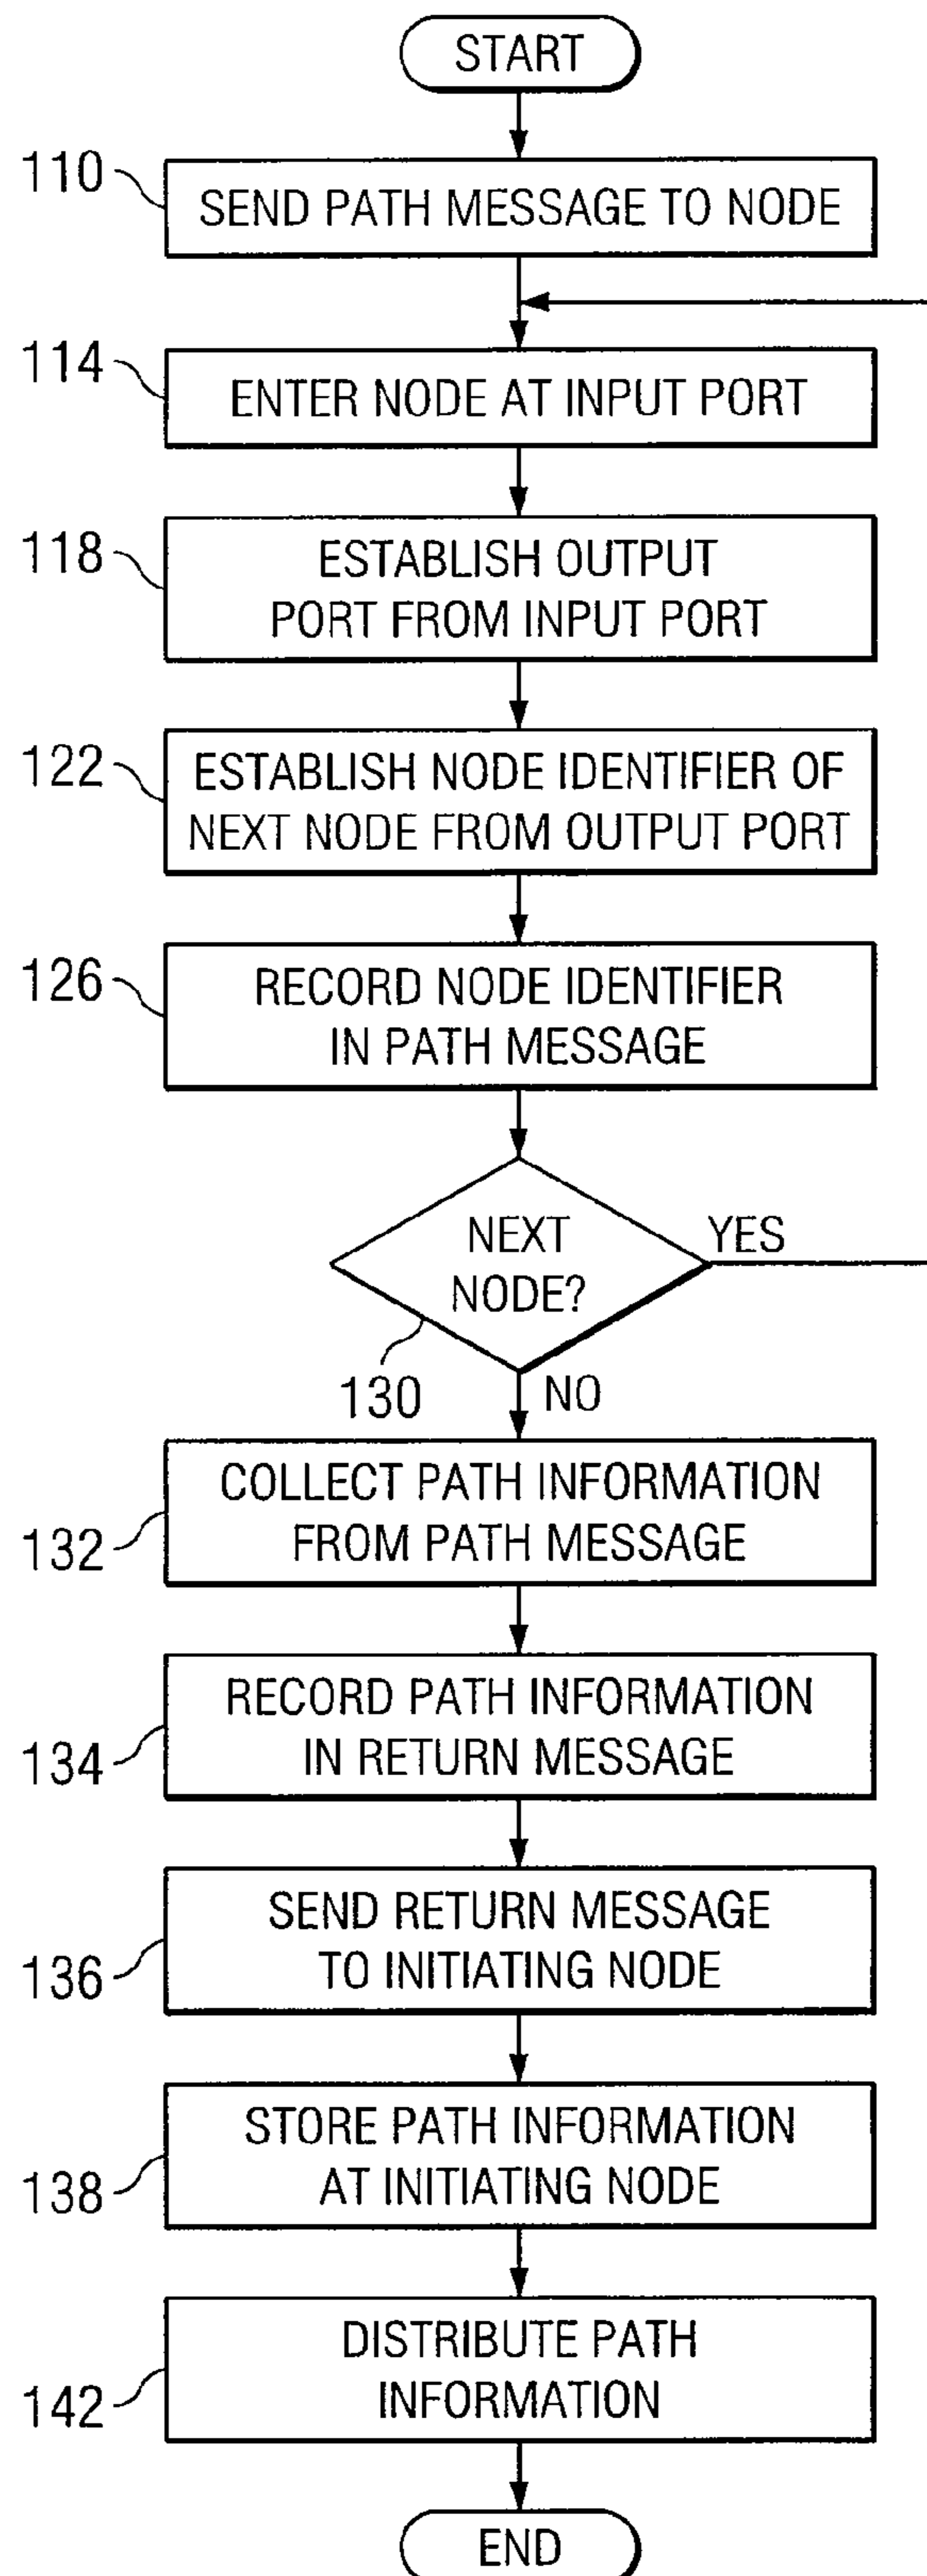 START
110
SEND PATH MESSAGE TO NODE
114
ENTER NODE AT INPUT PORT
118
ESTABLISH OUTPUT
PORT FROM INPUT PORT
122
ESTABLISH NODE IDENTIFIER OF
NEXT NODE FROM OUTPUT PORT
126
RECORD NODE IDENTIFIER
IN PATH MESSAGE
NEXT
NODE?
YES
130
NO
COLLECT PATH INFORMATION
FROM PATH MESSAGE
132
RECORD PATH INFORMATION
IN RETURN MESSAGE
134
SEND RETURN MESSAGE
TO INITIATING NODE
136
STORE PATH INFORMATION
AT INITIATING NODE
138
DISTRIBUTE PATH
INFORMATION
142
END